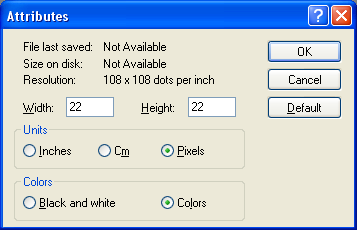 Attributes
File last saved: Not Available
Size on disk: Not Available
Resolution: 108 x 108 dots per inch
Width: 22 Height: 22
Units
Inches Cm Pixels
Colors
Black and white Colors
OK
Cancel
Default